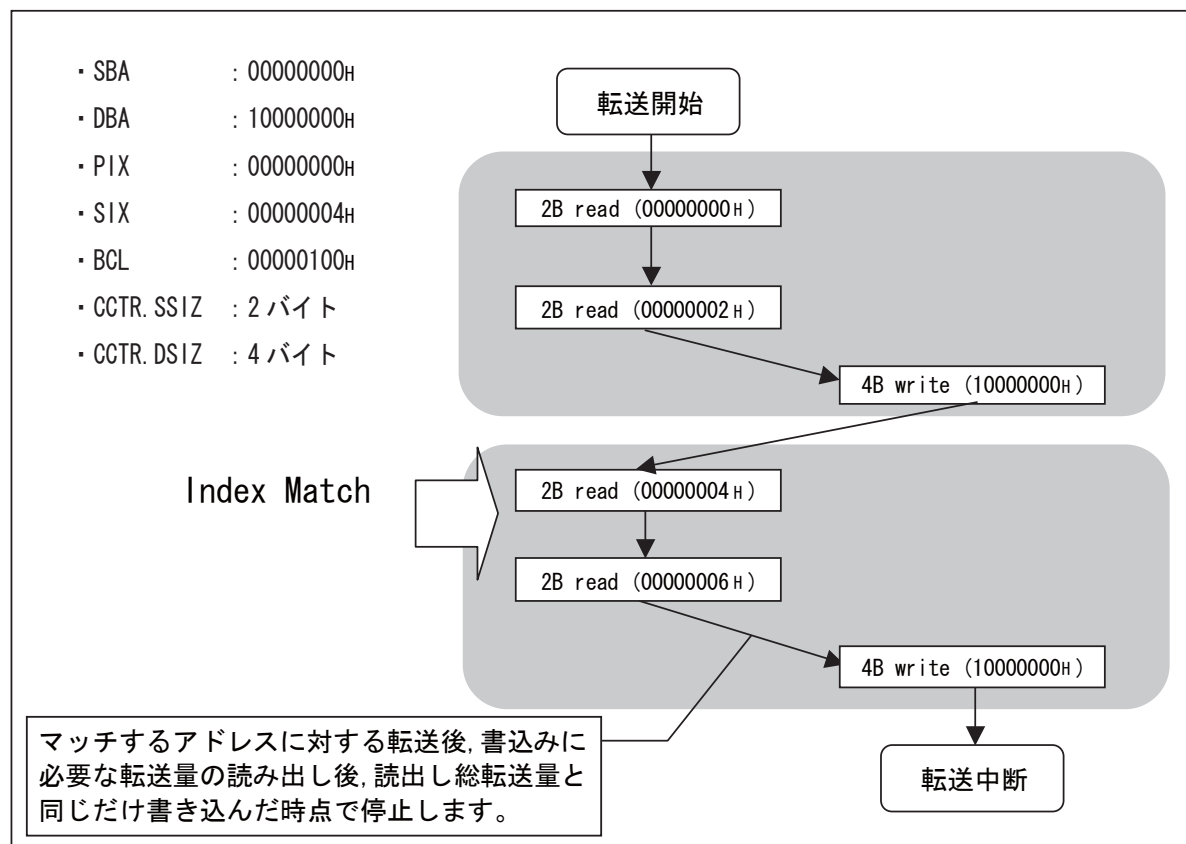 ・SBA : 00000000H
・DBA : 10000000H
・PIX : 00000000H
・SIX : 00000004H
・BCL : 00000100H
・CCTR.SSIZ : 2 バイト
・CCTR.DSIZ : 4 バイト
転送開始
2B read (00000000H)
2B read (00000002H)
4B write (10000000H)
Index Match
2B read (00000004H)
2B read (00000006H)
4B write (10000000H)
マッチするアドレスに対する転送後, 書込みに
必要な転送量の読み出し後, 読出し総転送量と
同じだけ書き込んだ時点で停止します。
転送中断